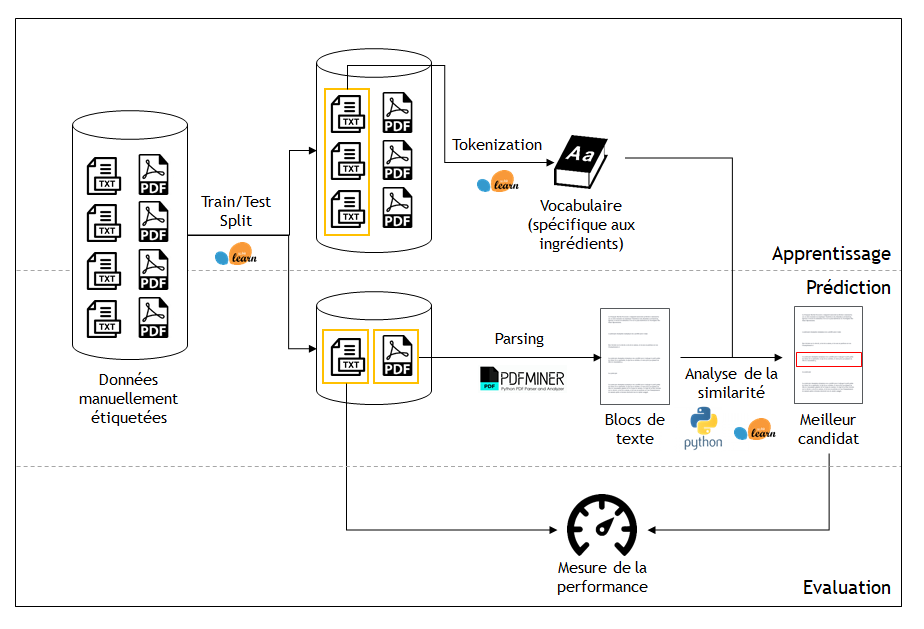 TXT
PDF
TXT
PDF
TXT
PDF
TXT
PDF
Données
manuellement
étiquetées
Train/Test
Split
learn
TXT
PDF
TXT
PDF
TXT
PDF
Tokenization
learn
Aa
Vocabulaire
(spécifique aux
ingrédients)
Apprentissage
Prédiction
TXT
PDF
Parsing
PDF
PDFMINER
Python PDF Parser and Analyzer
Blocs de
texte
Analyse de la
similarité
python
learn
Meilleur
candidat
Mesure de la
performance
Evaluation